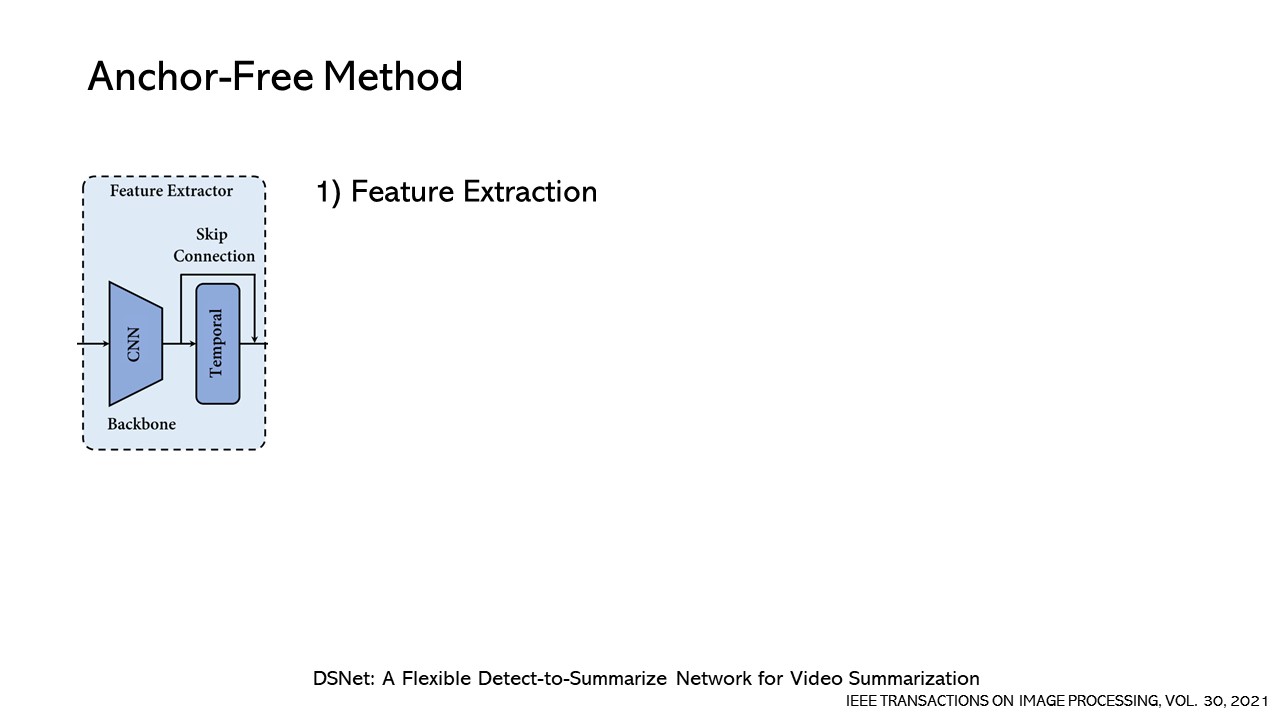 Anchor-Free Method
Feature Extractor
1) Feature Extraction
Skip
Connection
CNN
Temporal
Backbone
DSNet: A Flexible Detect-to-Summarize Network for Video Summarization
IEEE TRANSACTIONS ON IMAGE PROCESSING, VOL. 30, 2021